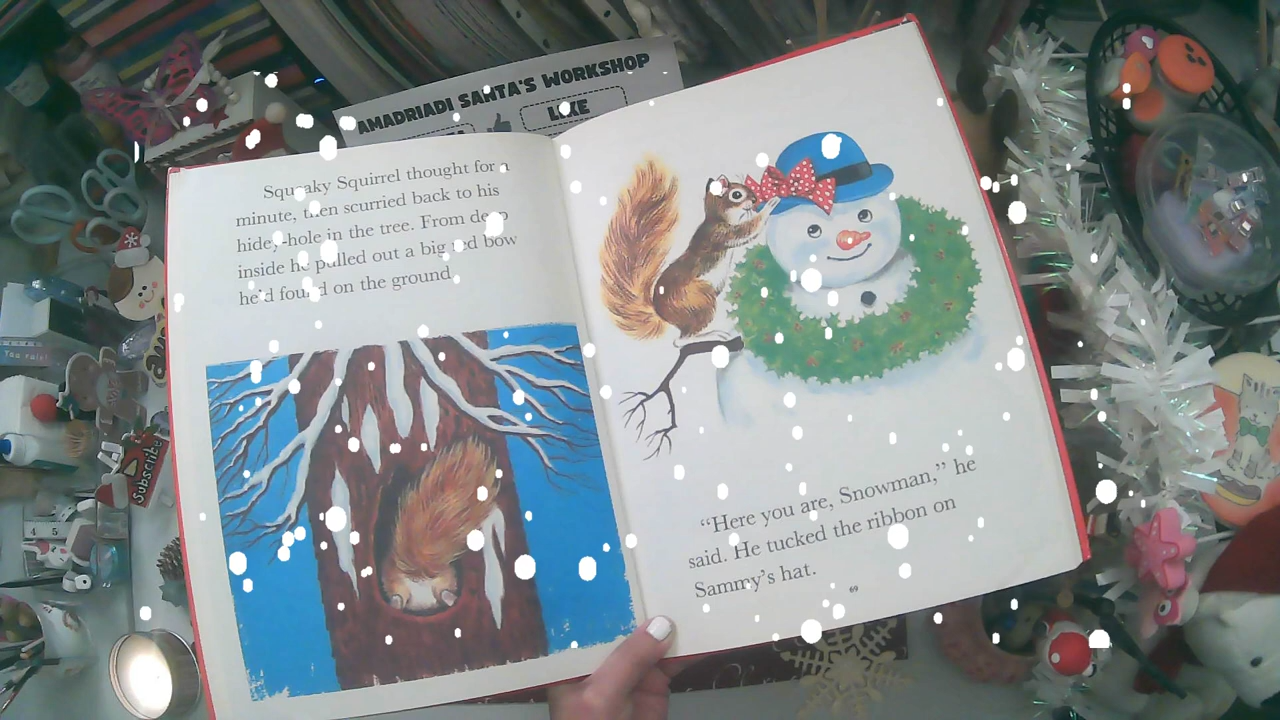 AMADRIADI SANTA'S WORKSHOP
LIKE
Squeaky Squirrel thought for a
minute, then scurried back to his
hidey-hole in the tree. From deep
inside he pulled out a big red bow
he'd found on the ground.
"Here you are, Snowman," he
said. He tucked the ribbon on
Sammy's hat.
69
Subscribe